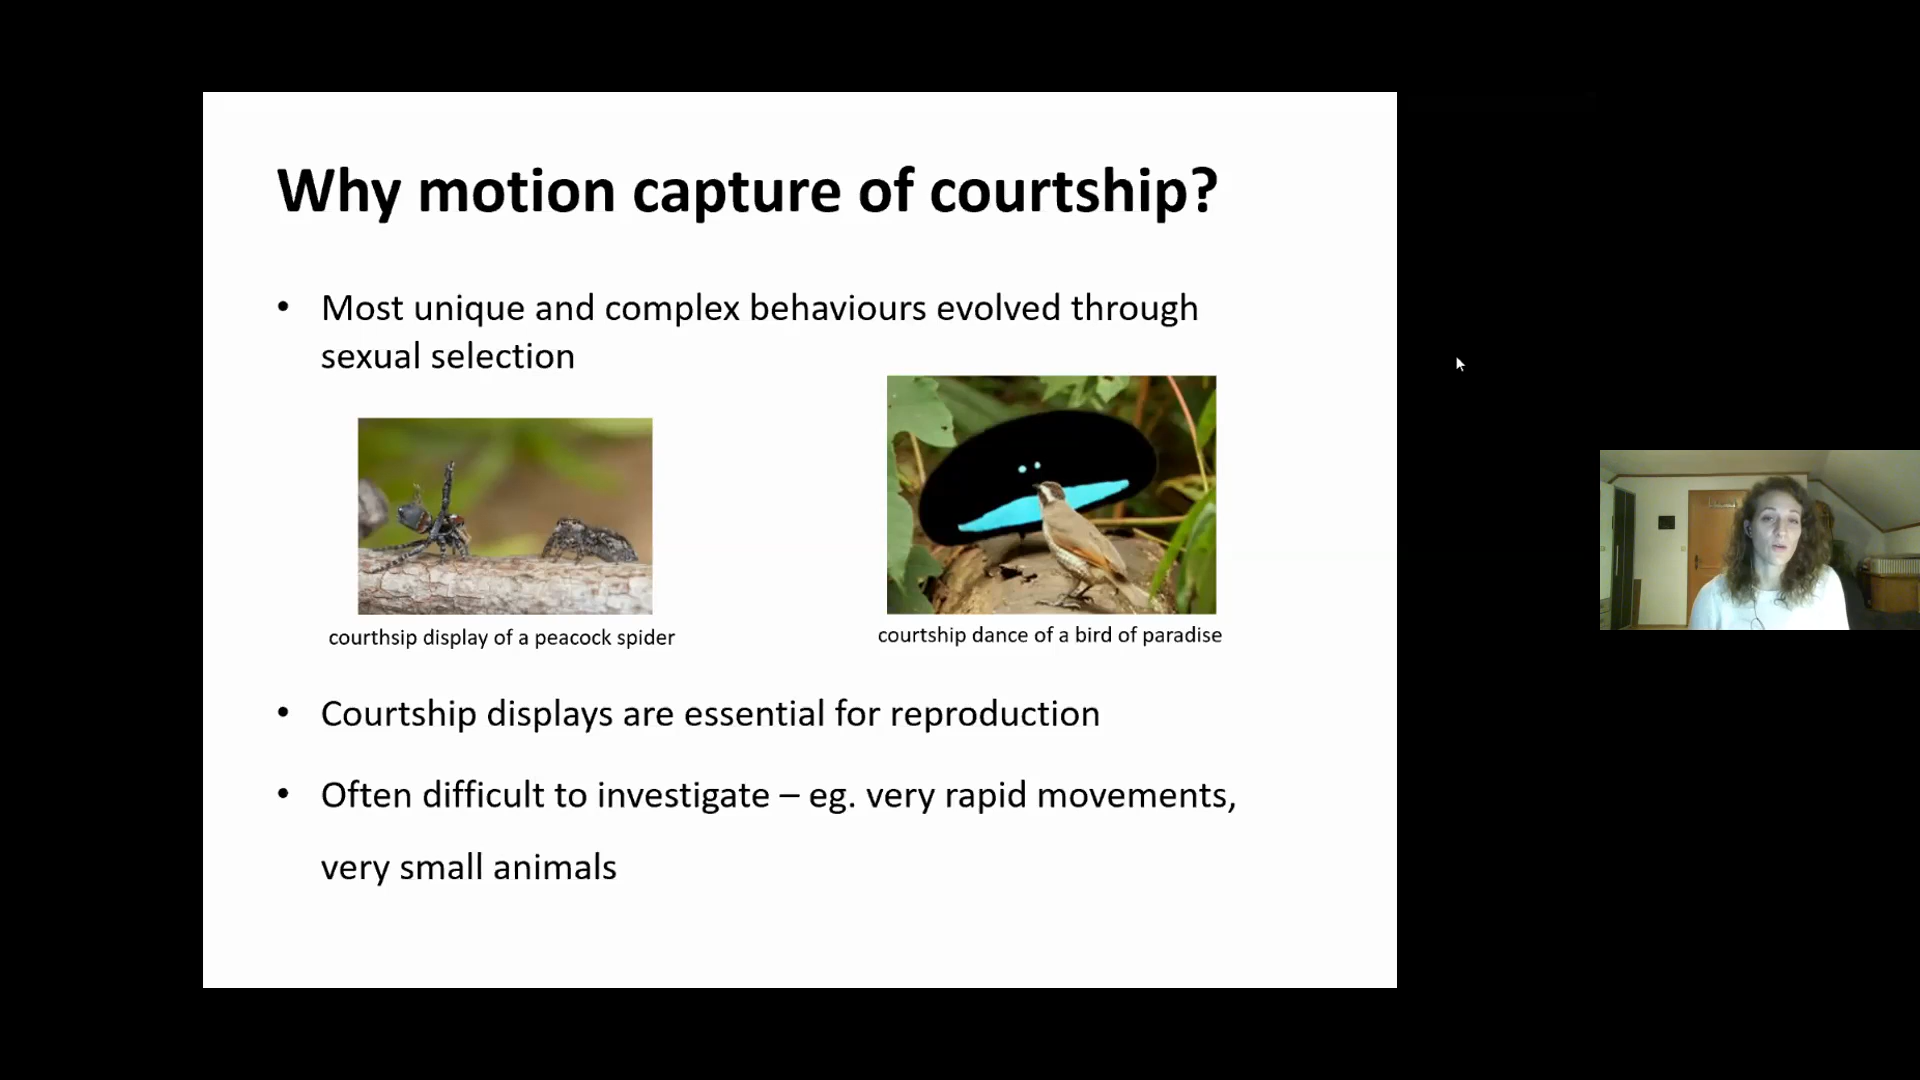 Why motion capture of courtship?
• Most unique and complex behaviours evolved through
sexual selection
courthsip display of a peacock spider
courtship dance of a bird of paradise
• Courtship displays are essential for reproduction
• Often difficult to investigate – eg. very rapid movements,
very small animals